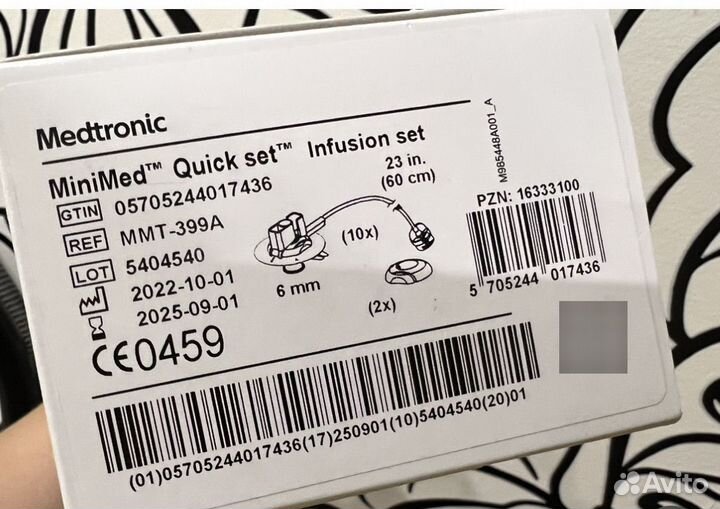 Medtronic
MiniMed™ Quick set™ Infusion set
GTIN 05705244017436
REF MMT-399A
LOT 5404540
2022-10-01
2025-09-01
CE0459
23 in.
(60 cm)
(10x)
6 mm
(2x)
M985448A001_A
PZN: 16333100
5 705244 017436
(01)05705244017436(17)250901(10)5404540(20)01
Avito